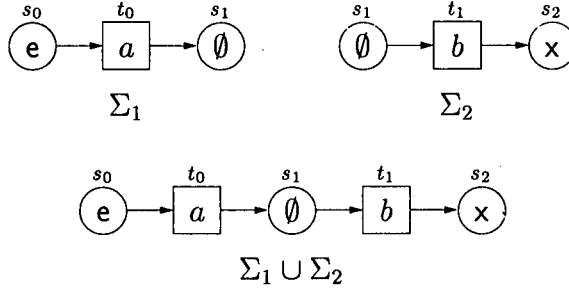 s₀ t₀ s₁ s₁ t₁ s₂
e a ∅ ∅ b x
Σ₁ Σ₂
s₀ t₀ s₁ t₁ s₂
e a ∅ b x
Σ₁ ∪ Σ₂